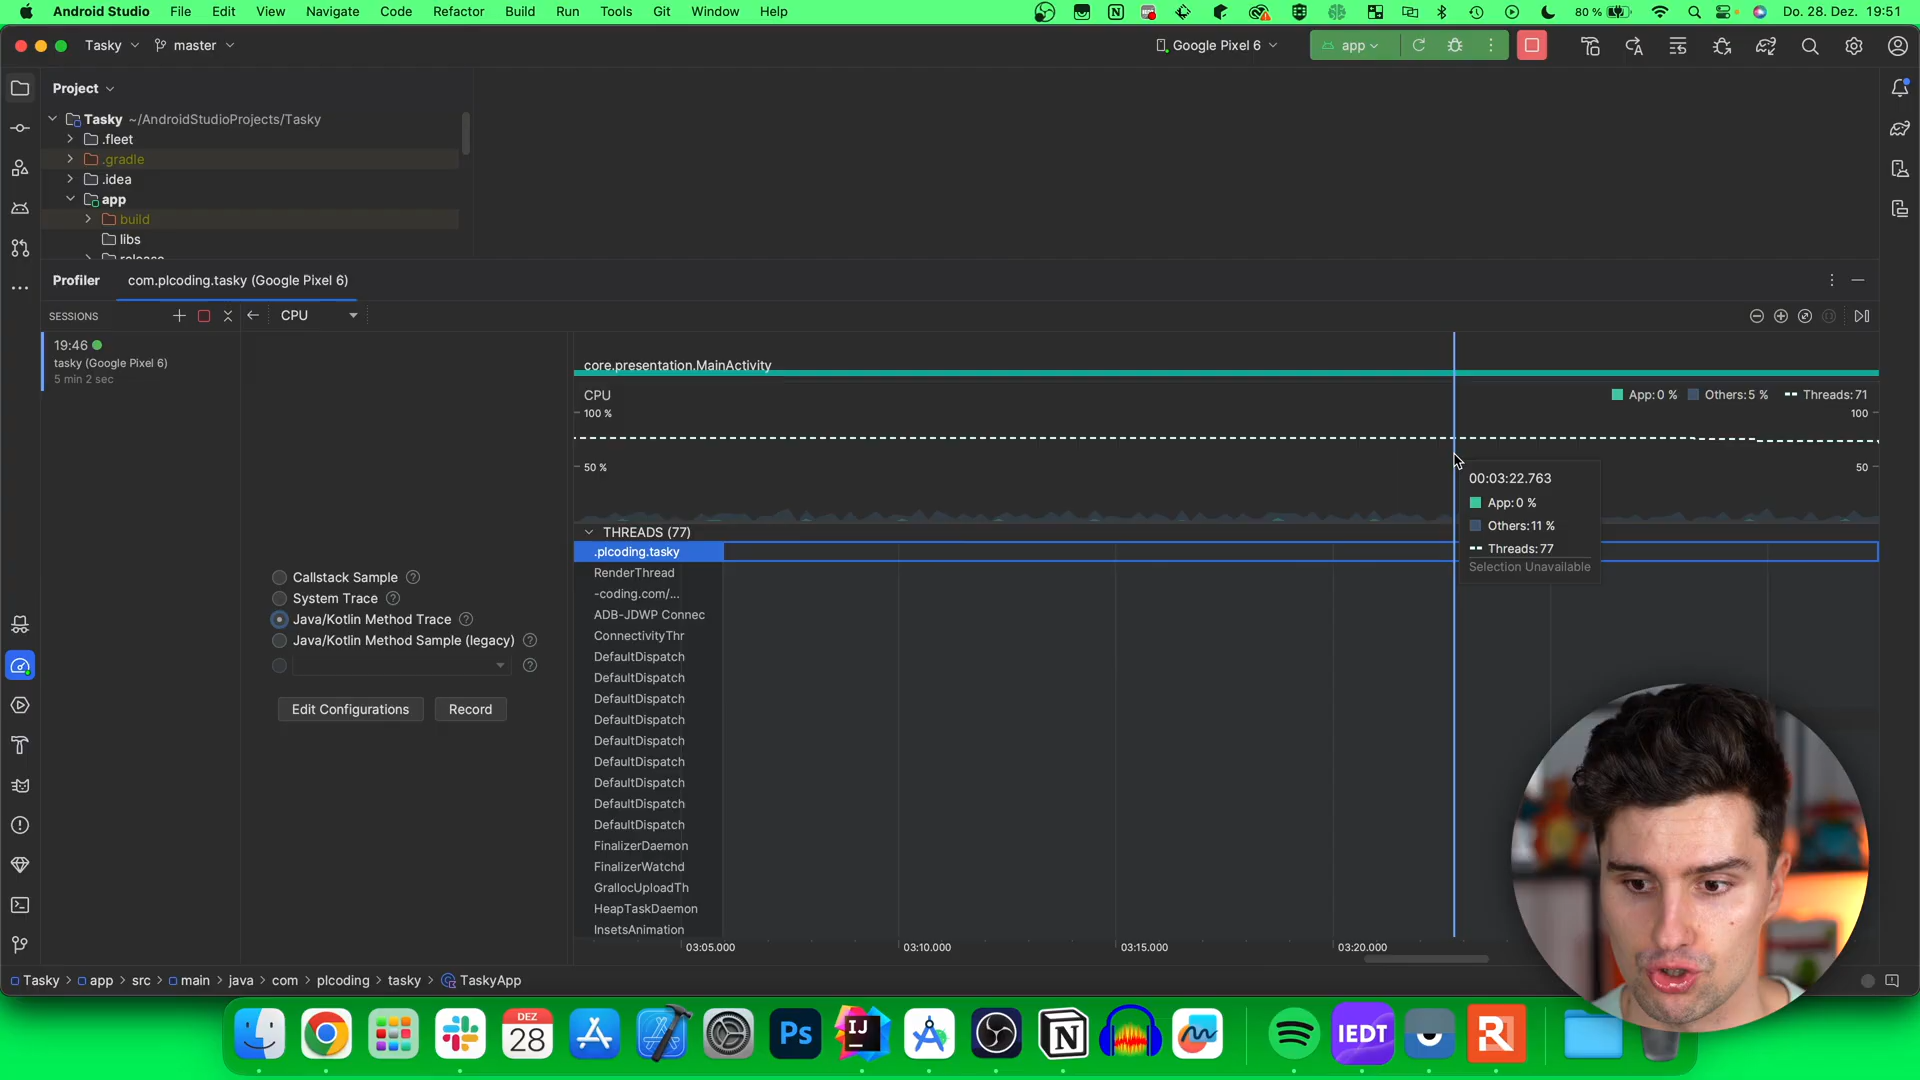 Android Studio File Edit View Navigate Code Refactor Build Run Tools Git Window Help 80 % Do. 28. Dez. 19:51
Tasky master Google Pixel 6 app
Project
Tasky ~/AndroidStudioProjects/Tasky
.fleet
.gradle
.idea
app
build
libs
release
Profiler com.plcoding.tasky (Google Pixel 6)
SESSIONS CPU
19:46
tasky (Google Pixel 6)
5 min 2 sec
core.presentation.MainActivity
CPU App: 0 % Others: 5 % Threads: 71
100 % 100
50 % 50
00:03:22.763
App: 0 %
Others: 11 %
Threads: 77
Selection Unavailable
THREADS (77)
.plcoding.tasky
RenderThread
-coding.com/...
ADB-JDWP Connec
ConnectivityThr
DefaultDispatch
DefaultDispatch
DefaultDispatch
DefaultDispatch
DefaultDispatch
DefaultDispatch
DefaultDispatch
DefaultDispatch
DefaultDispatch
FinalizerDaemon
FinalizerWatchd
GrallocUploadTh
HeapTaskDaemon
InsetsAnimation
03:05.000 03:10.000 03:15.000 03:20.000
Callstack Sample ?
System Trace ?
Java/Kotlin Method Trace ?
Java/Kotlin Method Sample (legacy) ?
?
Edit Configurations Record
Tasky > app > src > main > java > com > plcoding > tasky > TaskyApp
DEZ
28
Ps
IJ
IEDT